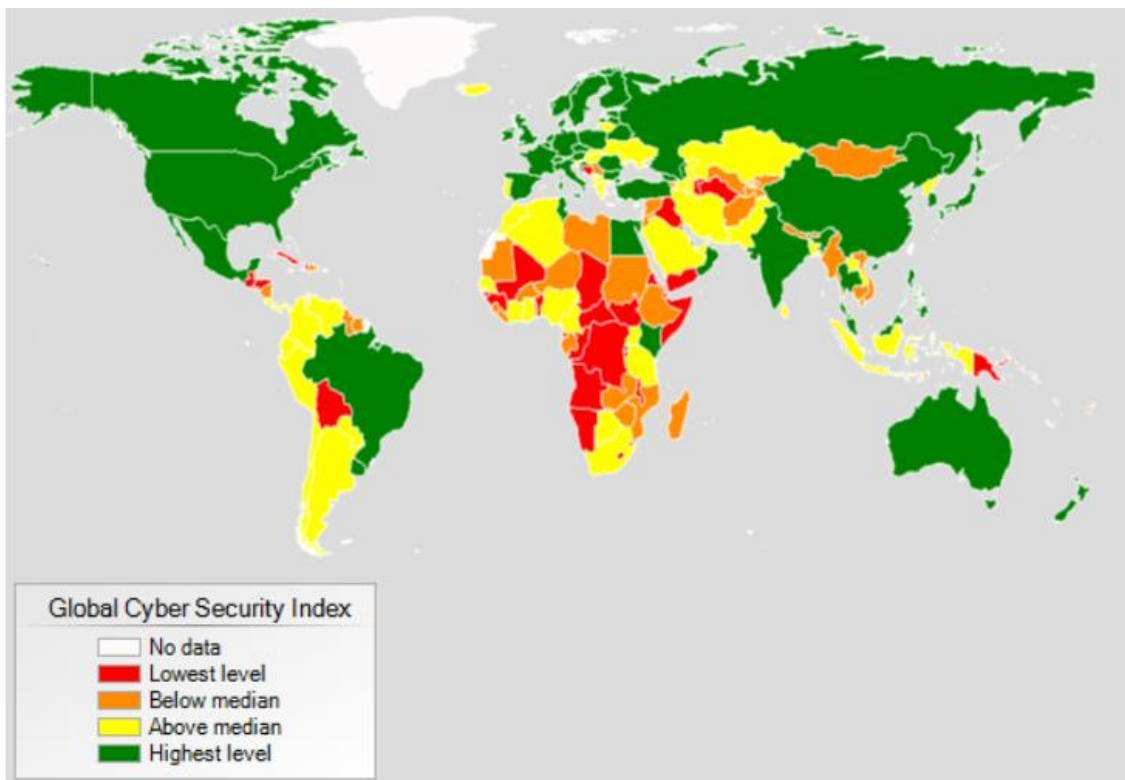 Global Cyber Security Index
No data
Lowest level
Below median
Above median
Highest level